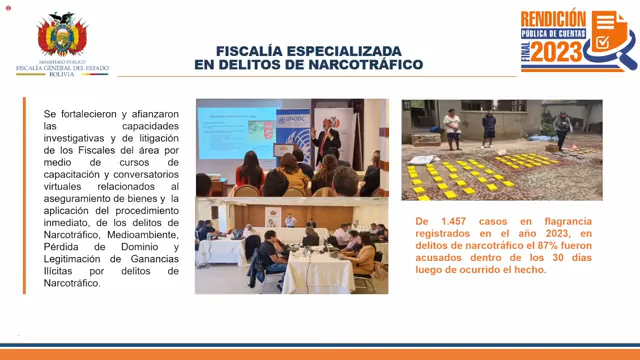 MINISTERIO PÚBLICO
FISCALÍA GENERAL DEL ESTADO
BOLIVIA
RENDICIÓN
PÚBLICA DE CUENTAS
FINAL
2023
FISCALÍA ESPECIALIZADA
EN DELITOS DE NARCOTRÁFICO
Se fortalecieron y afianzaron
las capacidades
investigativas y de litigación
de los Fiscales del área por
medio de cursos de
capacitación y conversatorios
virtuales relacionados al
aseguramiento de bienes y la
aplicación del procedimiento
inmediato, de los delitos de
Narcotráfico, Medioambiente,
Pérdida de Dominio y
Legitimación de Ganancias
Ilícitas por delitos de
Narcotráfico.
UNODC
De 1.457 casos en flagrancia
registrados en el año 2023, en
delitos de narcotráfico el 87% fueron
acusados dentro de los 30 días
luego de ocurrido el hecho.